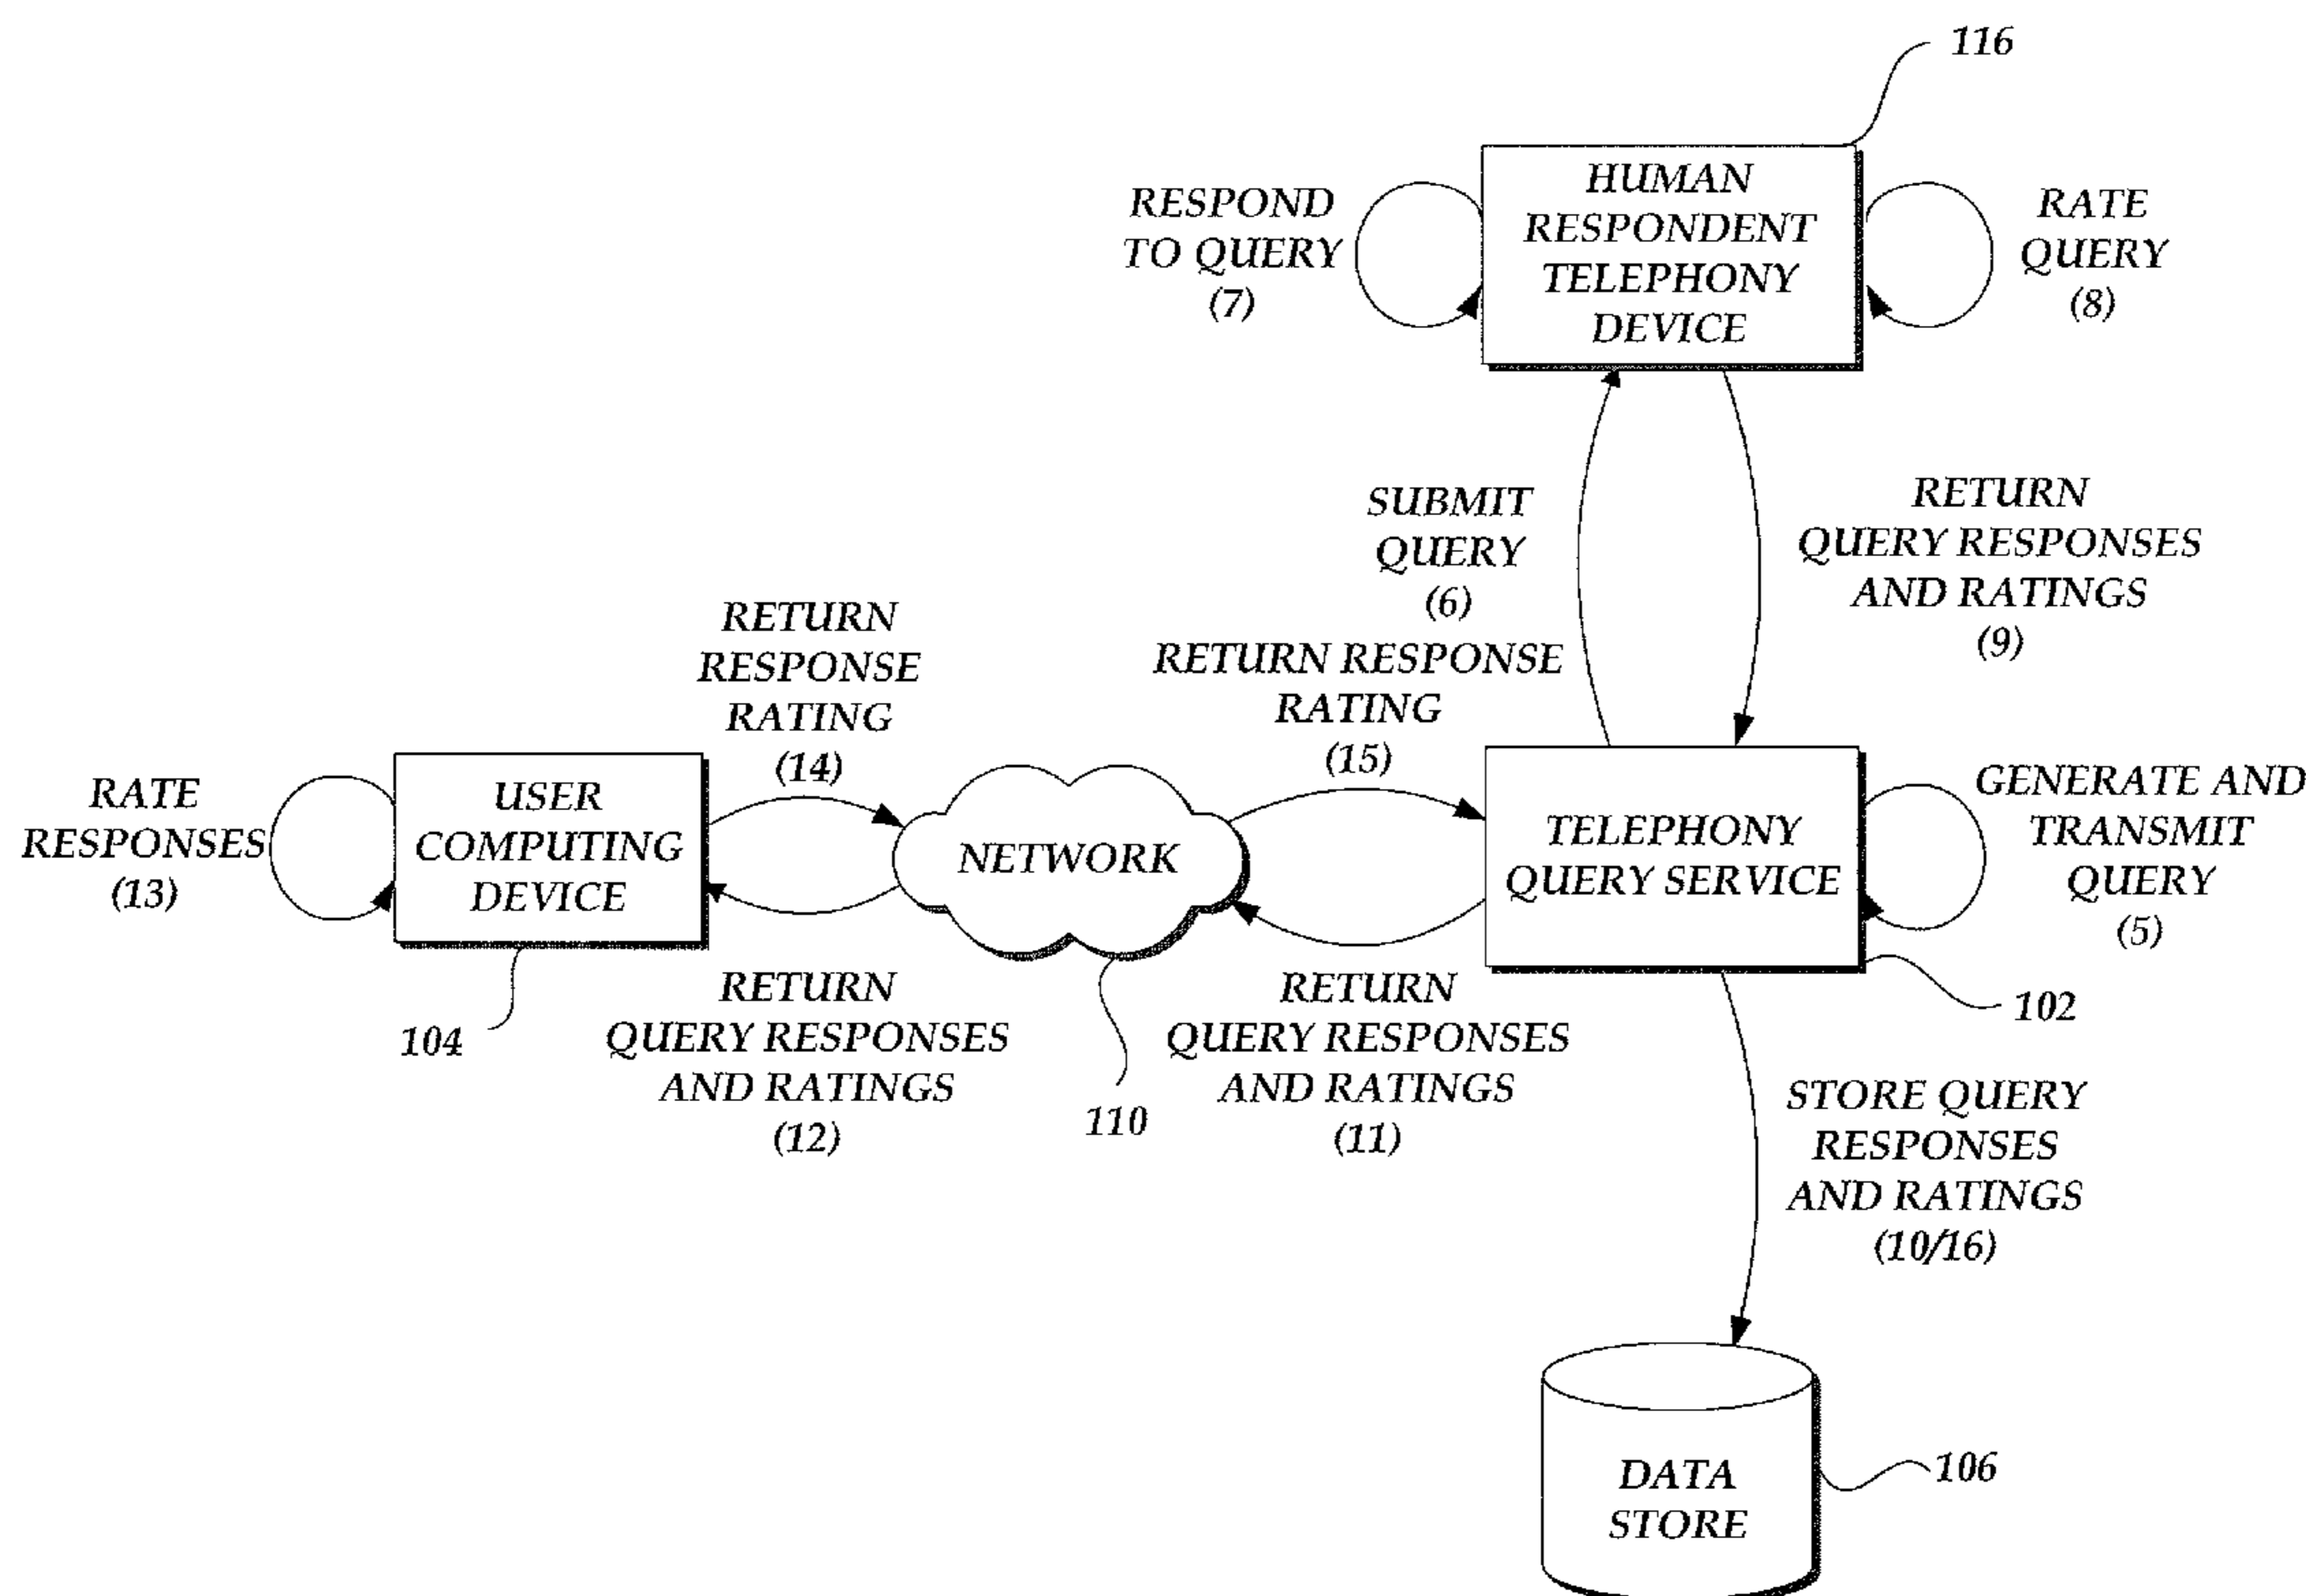 116
HUMAN
RESPONDENT
TELEPHONY
DEVICE
RESPOND
TO QUERY
(7)
RATE
QUERY
(8)
SUBMIT
QUERY
(6)
RETURN
QUERY RESPONSES
AND RATINGS
(9)
RETURN
RESPONSE
RATING
(14)
RETURN RESPONSE
RATING
(15)
RATE
RESPONSES
(13)
USER
COMPUTING
DEVICE
NETWORK
TELEPHONY
QUERY SERVICE
GENERATE AND
TRANSMIT
QUERY
(5)
104
RETURN
QUERY RESPONSES
AND RATINGS
(12)
110
RETURN
QUERY RESPONSES
AND RATINGS
(11)
102
STORE QUERY
RESPONSES
AND RATINGS
(10/16)
DATA
STORE
106